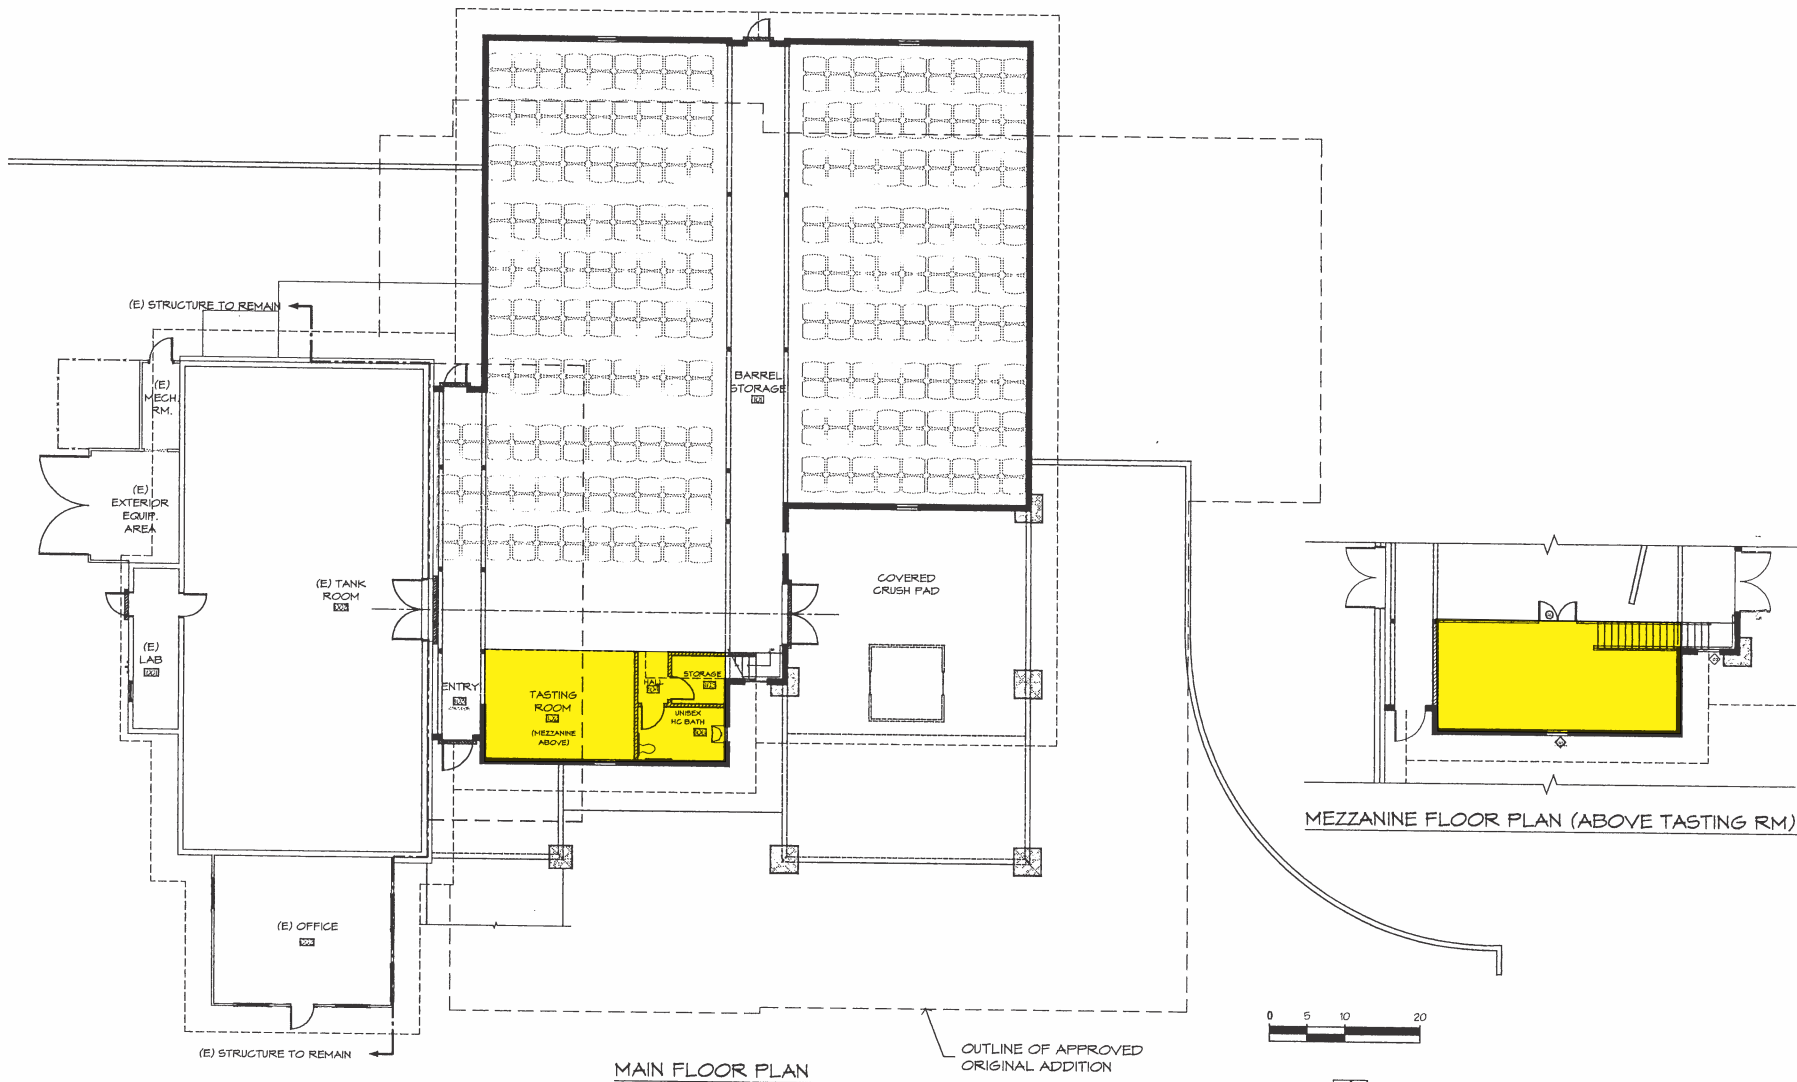 (E) STRUCTURE TO REMAIN
(E)
MECH.
RM.
BARREL
STORAGE
101
(E)
EXTERIOR
EQUIP.
AREA
(E) TANK
ROOM
COVERED
CRUSH PAD
(E)
LAB
ENTRY
TASTING
ROOM
(MEZZANINE
ABOVE)
HALL
STORAGE
UNISEX
HC BATH
(E) OFFICE
(E) STRUCTURE TO REMAIN
MAIN FLOOR PLAN
OUTLINE OF APPROVED
ORIGINAL ADDITION
MEZZANINE FLOOR PLAN (ABOVE TASTING RM)
0 5 10 20